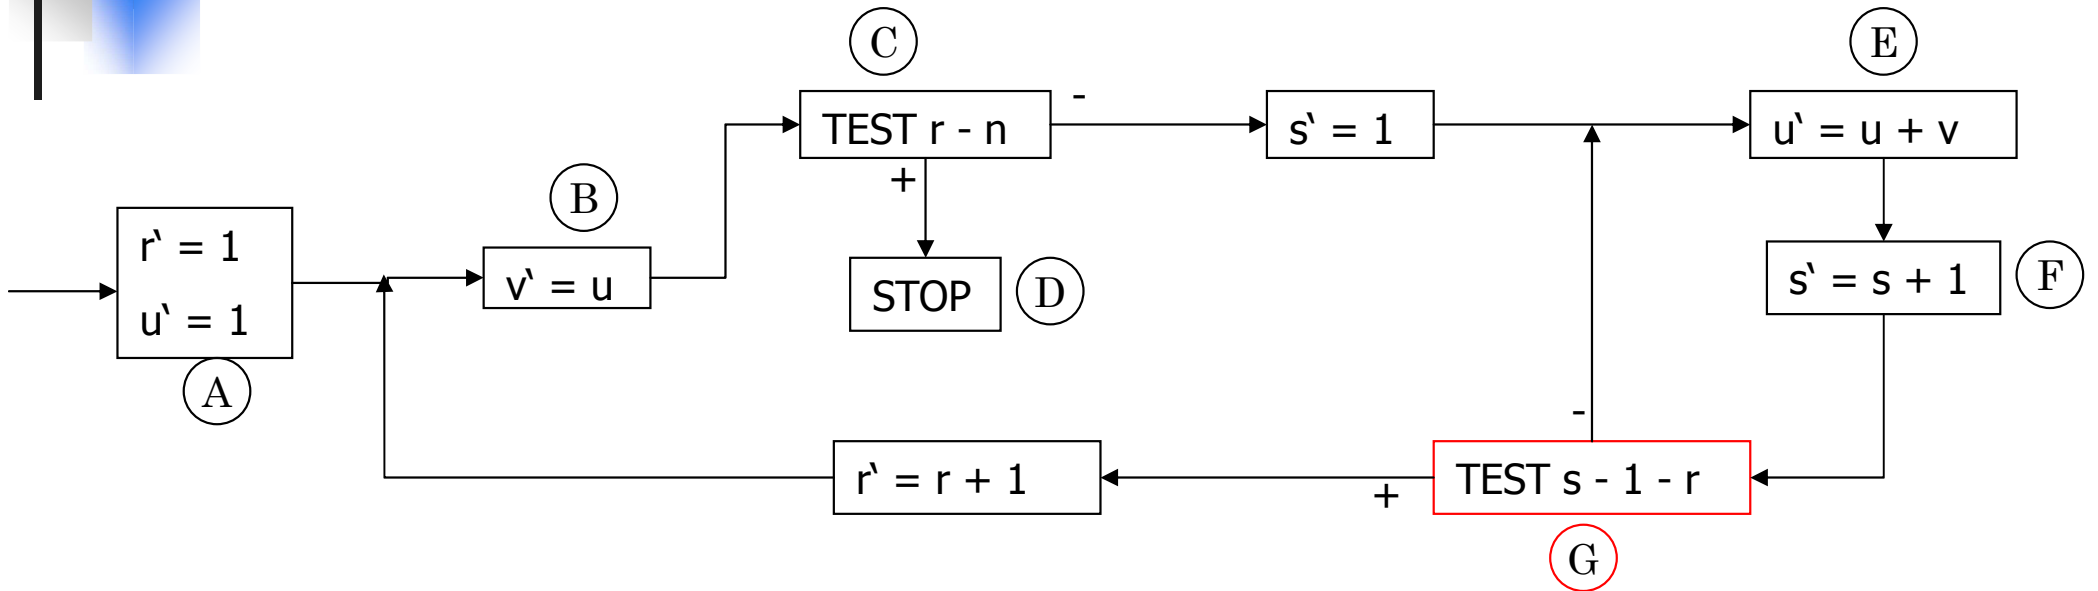 C
E
TEST r - n
-
s‵ = 1
u‵ = u + v
+
B
r‵ = 1
u‵ = 1
v‵ = u
STOP
D
s‵ = s + 1
F
A
-
r‵ = r + 1
+
TEST s - 1 - r
G